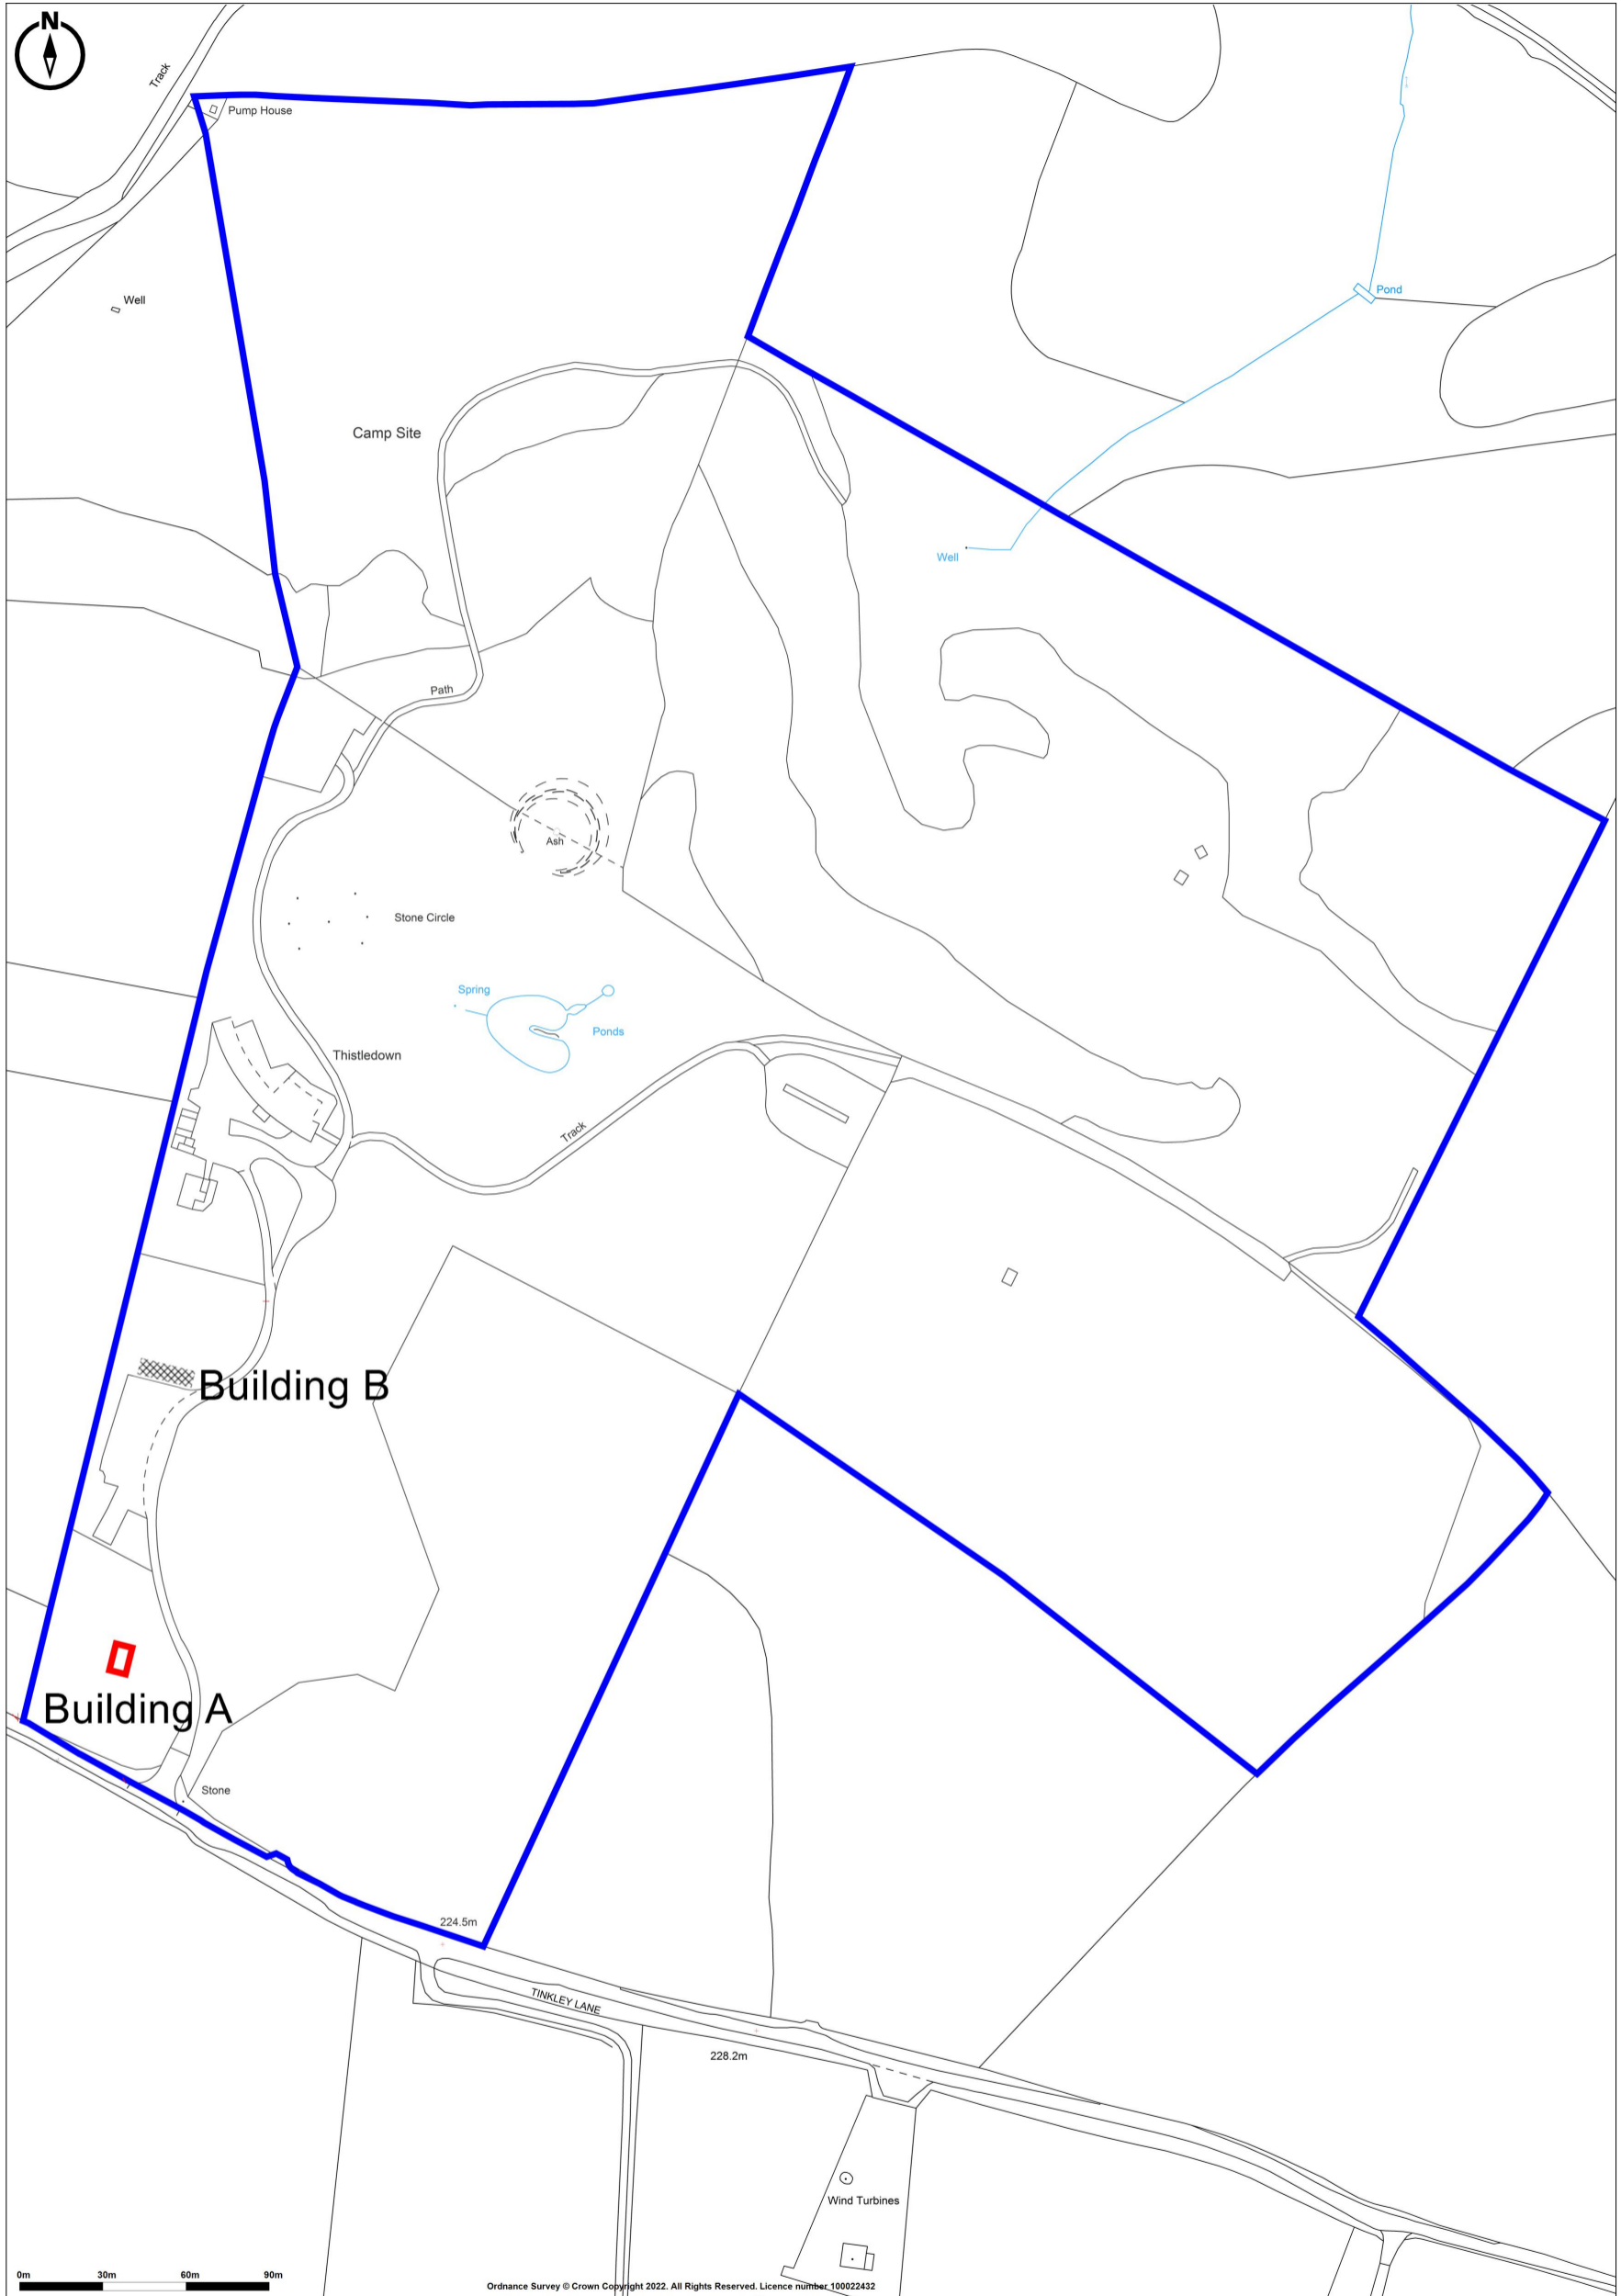 N
Track
Pump House
Well
Pond
Camp Site
Well
Path
Ash
Stone Circle
Spring
Ponds
Thistledown
Track
Building B
Building A
Stone
224.5m
TINKLEY LANE
228.2m
Wind Turbines
0m 30m 60m 90m
Ordnance Survey © Crown Copyright 2022. All Rights Reserved. Licence number 100022432